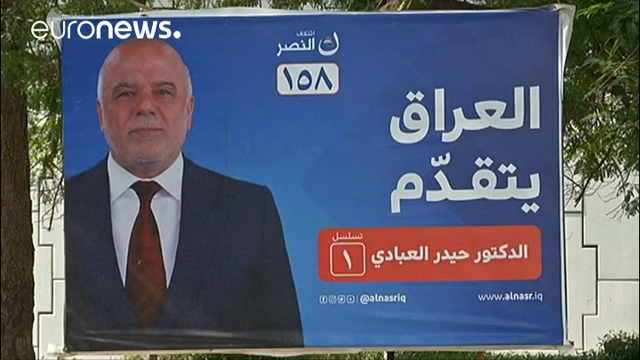 euronews.
ائتلاف
النصر
١٥٨
العراق
يتقدّم
الدكتور حيدر العبادي
تسلسل
١
@alnasriq
www.alnasr.iq